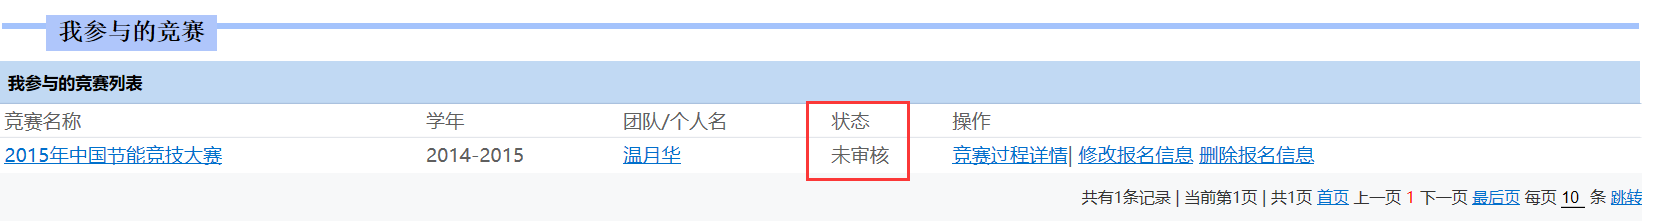 我参与的竞赛
我参与的竞赛列表
竞赛名称 学年 团队/个人名 状态 操作
2015年中国节能竞技大赛 2014-2015 温月华 未审核 竞赛过程详情| 修改报名信息 删除报名信息
共有1条记录 | 当前第1页 | 共1页 首页 上一页 1 下一页 最后页 每页 10 条 跳转